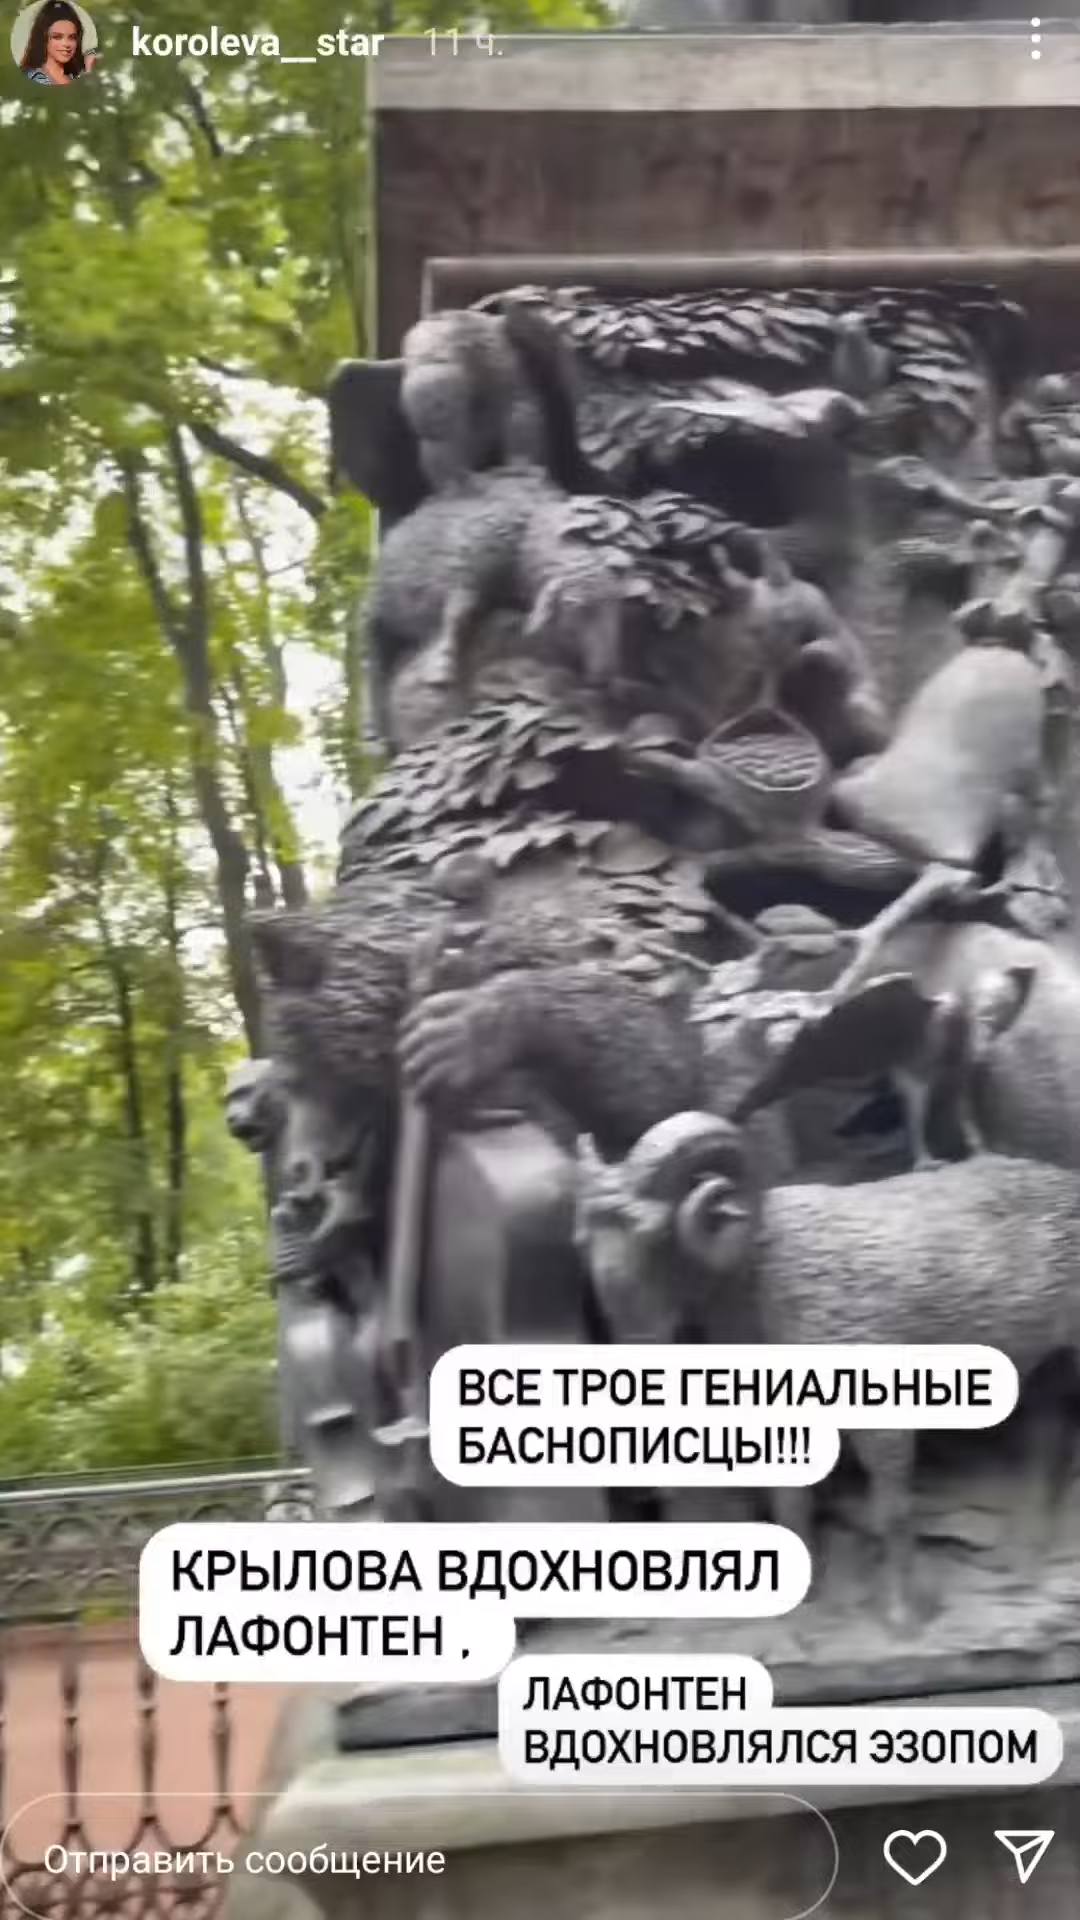 koroleva__star 11 ч.
ВСЕ ТРОЕ ГЕНИАЛЬНЫЕ
БАСНОПИСЦЫ!!!
КРЫЛОВА ВДОХНОВЛЯЛ
ЛАФОНТЕН ,
ЛАФОНТЕН
ВДОХНОВЛЯЛСЯ ЭЗОПОМ
Отправить сообщение